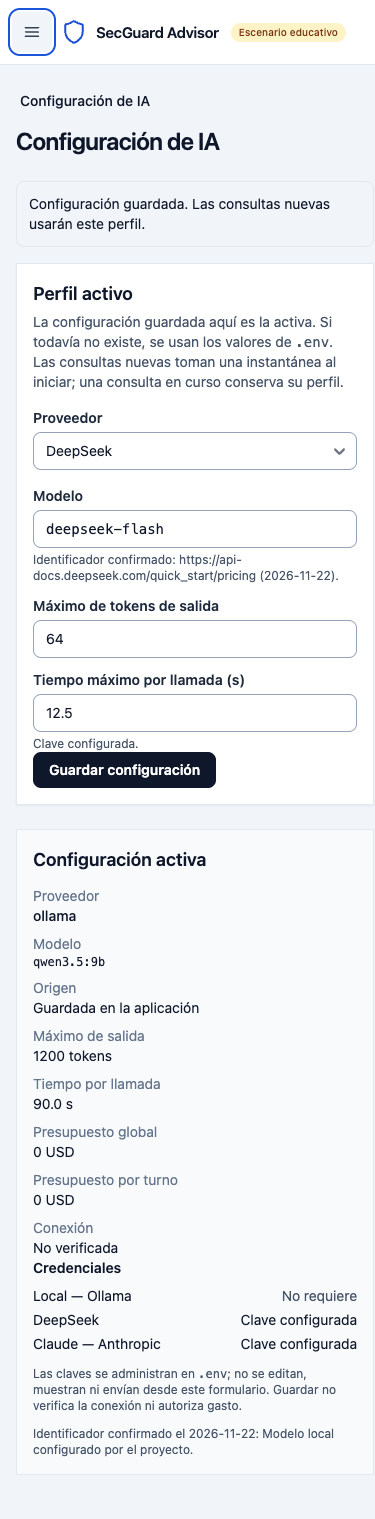 SecGuard Advisor
Escenario educativo
Configuración de IA
Configuración de IA
Configuración guardada. Las consultas nuevas
usarán este perfil.
Perfil activo
La configuración guardada aquí es la activa. Si
todavía no existe, se usan los valores de .env.
Las consultas nuevas toman una instantánea al
iniciar; una consulta en curso conserva su perfil.
Proveedor
DeepSeek
Modelo
deepseek-flash
Identificador confirmado: https://api-
docs.deepseek.com/quick_start/pricing (2026-11-22).
Máximo de tokens de salida
64
Tiempo máximo por llamada (s)
12.5
Clave configurada.
Guardar configuración
Configuración activa
Proveedor
ollama
Modelo
qwen3.5:9b
Origen
Guardada en la aplicación
Máximo de salida
1200 tokens
Tiempo por llamada
90.0 s
Presupuesto global
0 USD
Presupuesto por turno
0 USD
Conexión
No verificada
Credenciales
Local — Ollama No requiere
DeepSeek Clave configurada
Claude — Anthropic Clave configurada
Las claves se administran en .env; no se editan,
muestran ni envían desde este formulario. Guardar no
verifica la conexión ni autoriza gasto.
Identificador confirmado el 2026-11-22: Modelo local
configurado por el proyecto.